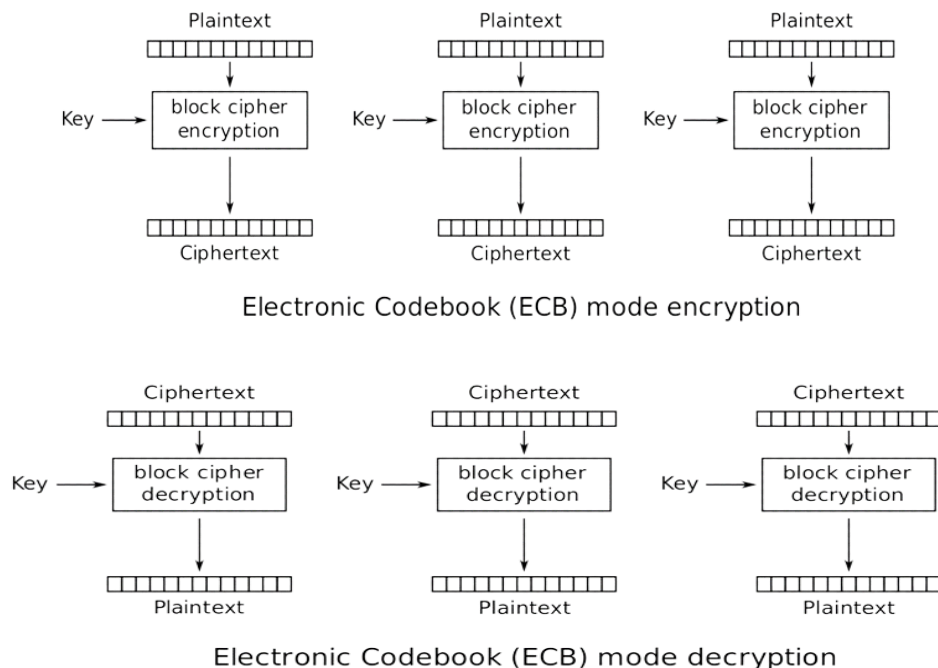 Plaintext Plaintext Plaintext
Key block cipher encryption Key block cipher encryption Key block cipher encryption
Ciphertext Ciphertext Ciphertext
Electronic Codebook (ECB) mode encryption
Ciphertext Ciphertext Ciphertext
Key block cipher decryption Key block cipher decryption Key block cipher decryption
Plaintext Plaintext Plaintext
Electronic Codebook (ECB) mode decryption